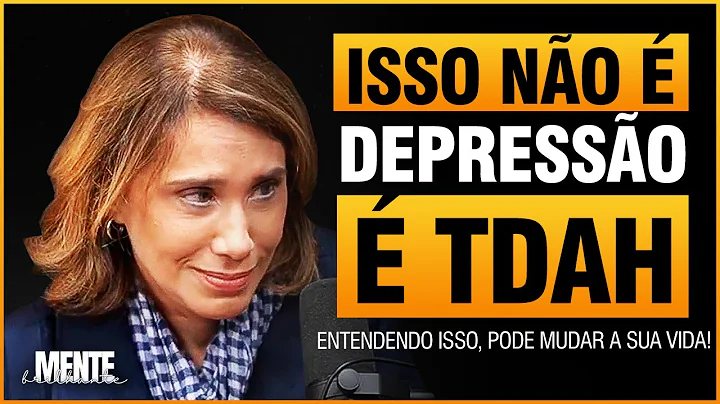 ISSO NÃO É
DEPRESSÃO
É TDAH
ENTENDENDO ISSO, PODE MUDAR A SUA VIDA!
MENTE
brilhante